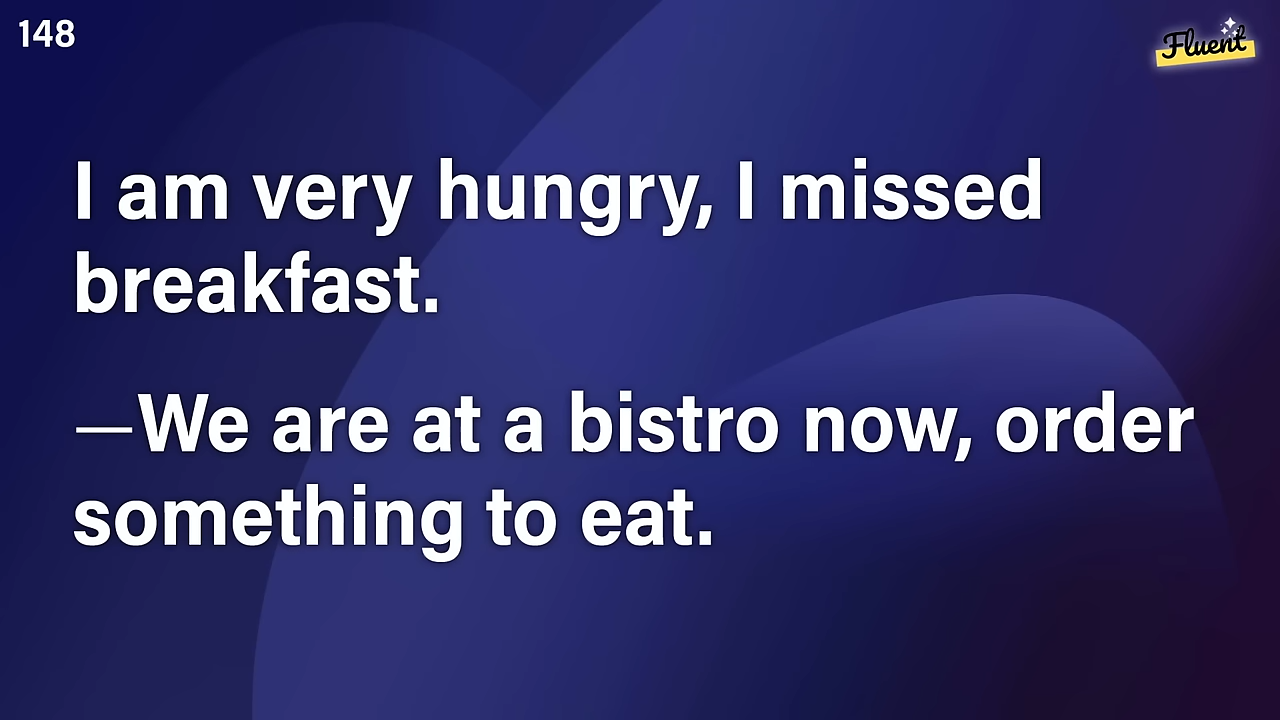 148
Fluent
I am very hungry, I missed
breakfast.
—We are at a bistro now, order
something to eat.